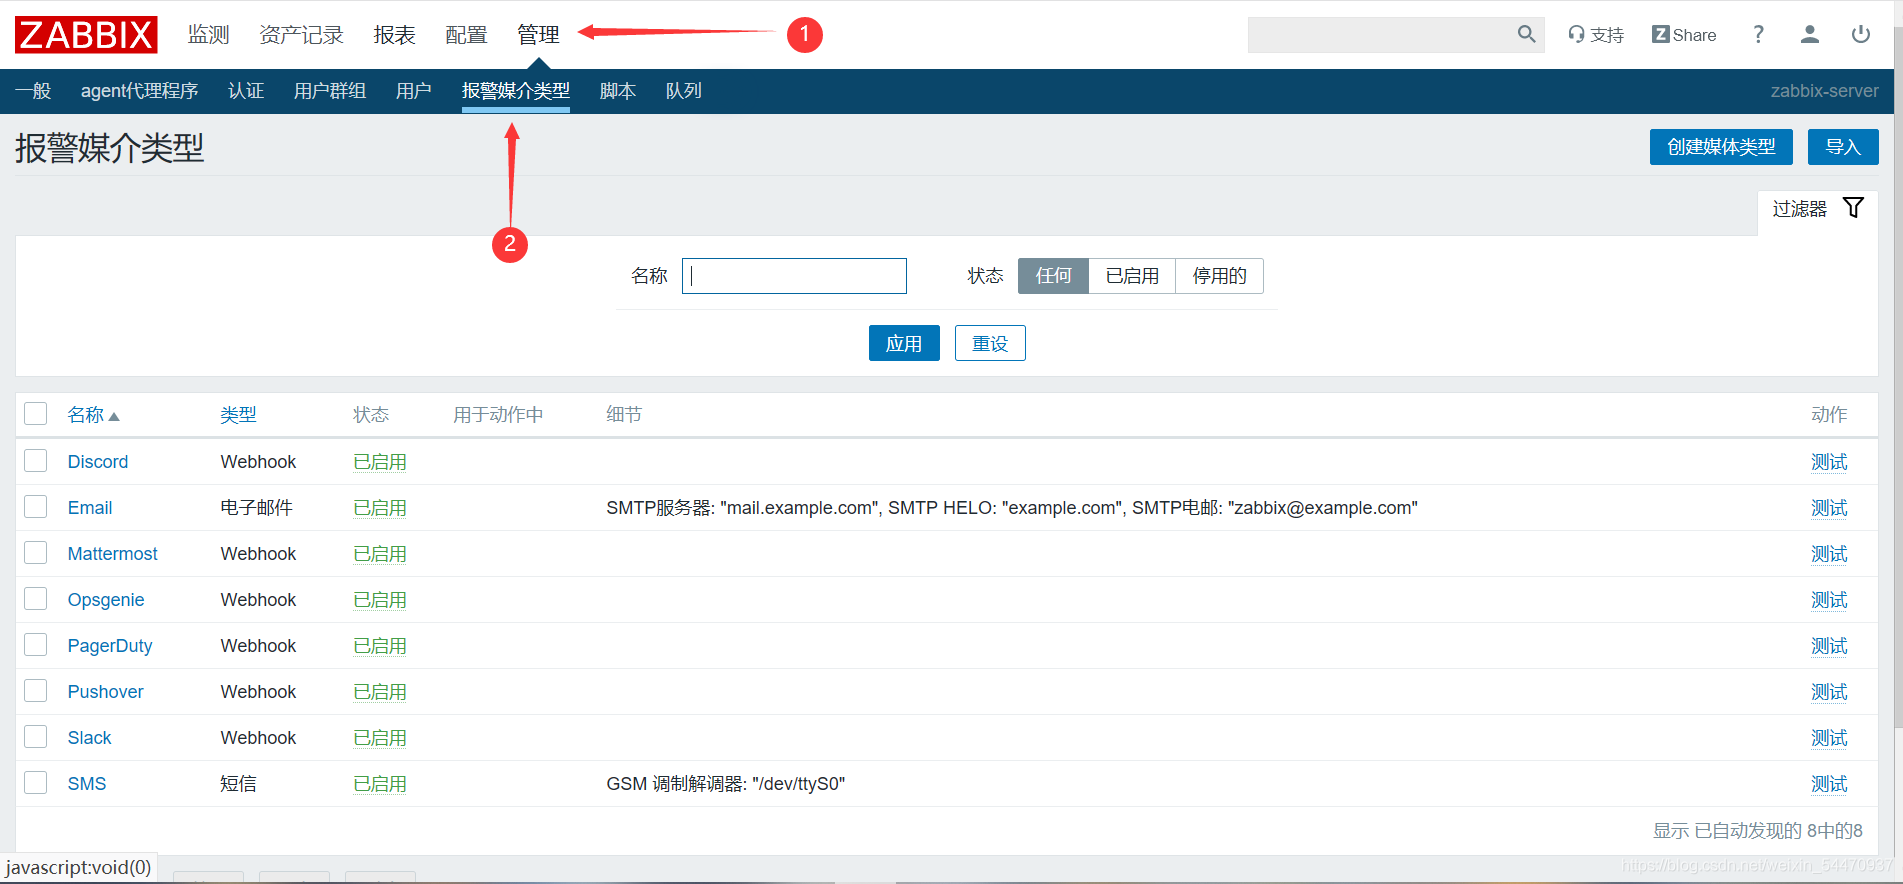 ZABBIX 监测 资产记录 报表 配置 管理 1 支持 Z Share ?
一般 agent代理程序 认证 用户群组 用户 报警媒介类型 脚本 队列 zabbix-server
报警媒介类型 创建媒体类型 导入
过滤器
2
名称 状态 任何 已启用 停用的
应用 重设
名称 类型 状态 用于动作中 细节 动作
Discord Webhook 已启用 测试
Email 电子邮件 已启用 SMTP服务器: "mail.example.com", SMTP HELO: "example.com", SMTP电邮: "zabbix@example.com" 测试
Mattermost Webhook 已启用 测试
Opsgenie Webhook 已启用 测试
PagerDuty Webhook 已启用 测试
Pushover Webhook 已启用 测试
Slack Webhook 已启用 测试
SMS 短信 已启用 GSM 调制解调器: "/dev/ttyS0" 测试
显示 已自动发现的 8中的8
javascript:void(0)
https://blog.csdn.net/weixin_54470937